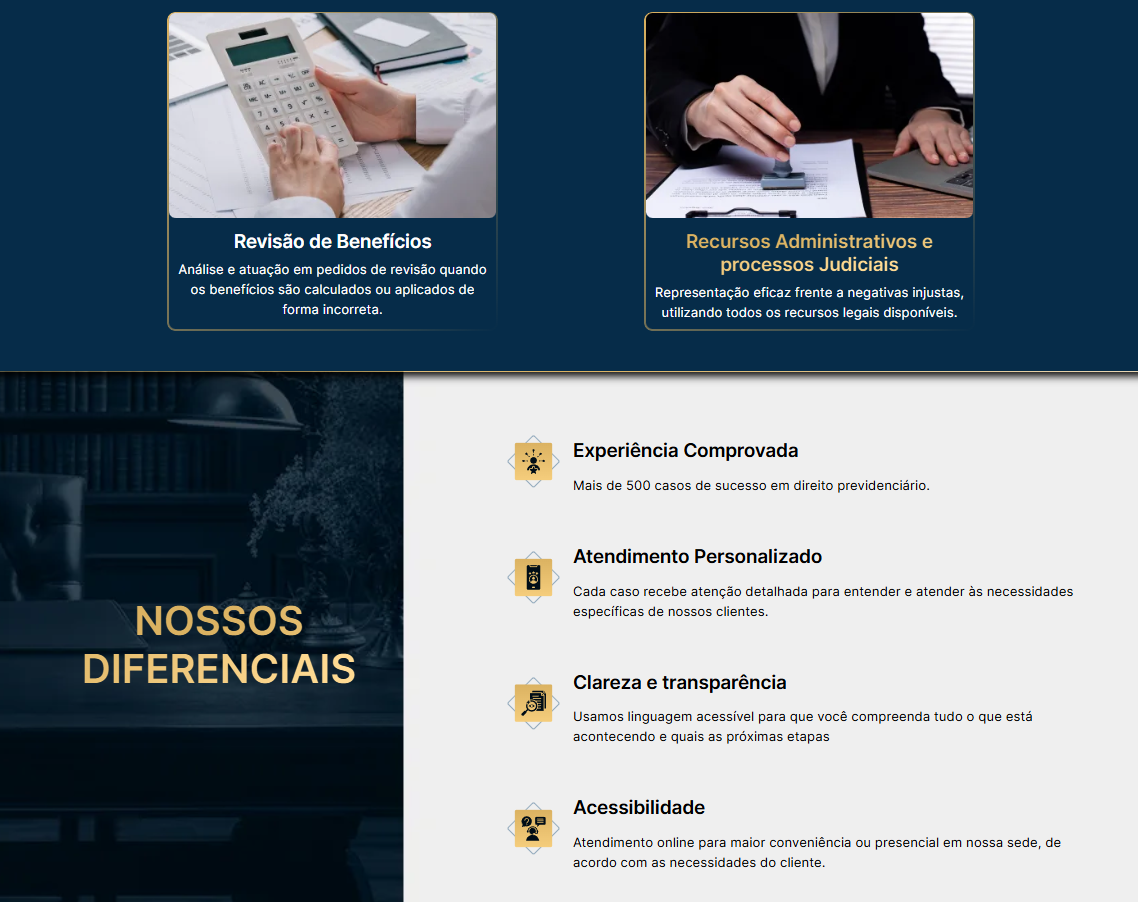 Revisão de Benefícios
Análise e atuação em pedidos de revisão quando
os benefícios são calculados ou aplicados de
forma incorreta.
Recursos Administrativos e
processos Judiciais
Representação eficaz frente a negativas injustas,
utilizando todos os recursos legais disponíveis.
NOSSOS
DIFERENCIAIS
Experiência Comprovada
Mais de 500 casos de sucesso em direito previdenciário.
Atendimento Personalizado
Cada caso recebe atenção detalhada para entender e atender às necessidades
específicas de nossos clientes.
Clareza e transparência
Usamos linguagem acessível para que você compreenda tudo o que está
acontecendo e quais as próximas etapas
Acessibilidade
Atendimento online para maior conveniência ou presencial em nossa sede, de
acordo com as necessidades do cliente.